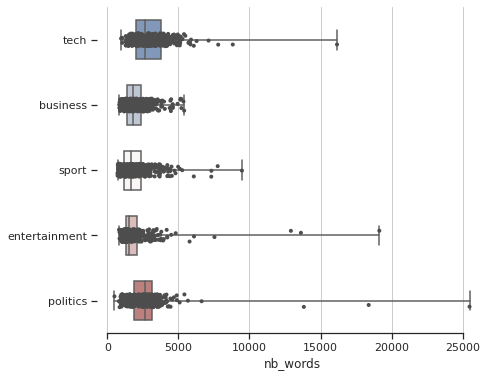 tech
business
sport
entertainment
politics
0 5000 10000 15000 20000 25000
nb_words